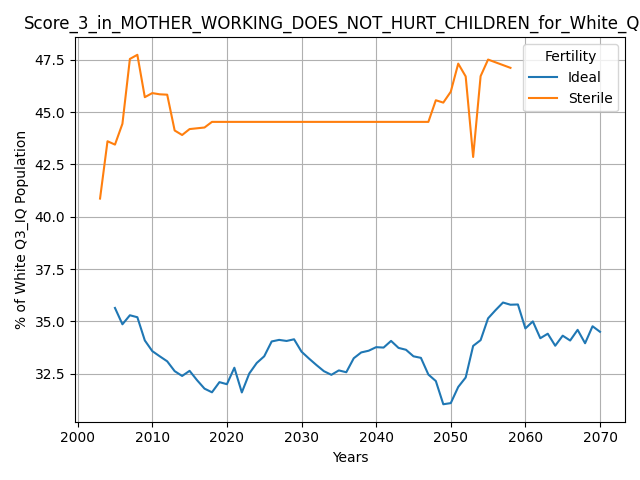 Score_3_in_MOTHER_WORKING_DOES_NOT_HURT_CHILDREN_for_White_Q
Fertility
Ideal
Sterile
% of White Q3_IQ Population
47.5
45.0
42.5
40.0
37.5
35.0
32.5
2000 2010 2020 2030 2040 2050 2060 2070
Years